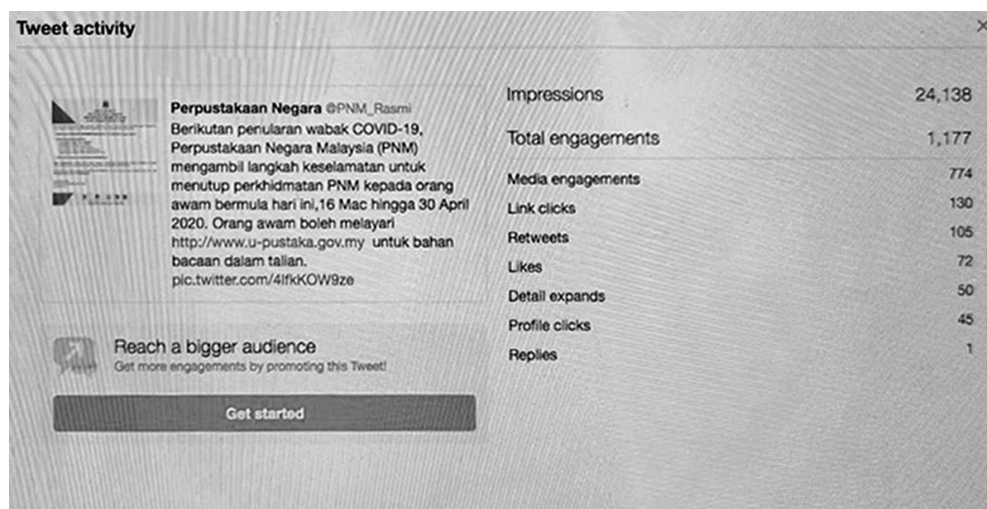 Tweet activity
Perpustakaan Negara @PNM_Rasmi
Berikutan penularan wabak COVID-19,
Perpustakaan Negara Malaysia (PNM)
mengambil langkah keselamatan untuk
menutup perkhidmatan PNM kepada orang
awam bermula hari ini,16 Mac hingga 30 April
2020. Orang awam boleh melayari
http://www.u-pustaka.gov.my untuk bahan
bacaan dalam talian.
pic.twitter.com/4lfkKOW9ze
Reach a bigger audience
Get more engagements by promoting this Tweet!
Get started
Impressions 24,138
Total engagements 1,177
Media engagements 774
Link clicks 130
Retweets 105
Likes 72
Detail expands 50
Profile clicks 45
Replies 1